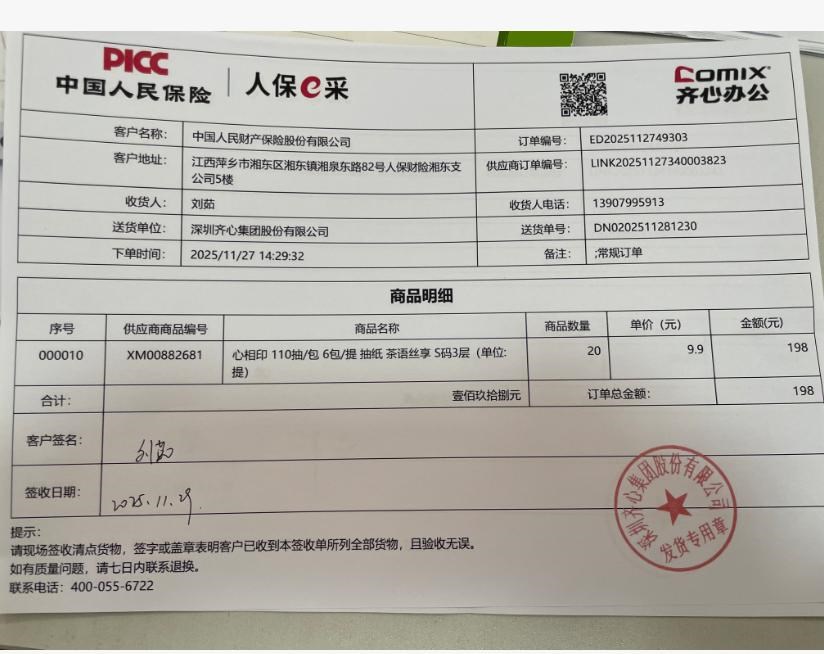 PICC
中国人民保险
人保e采
COMIX
齐心办公
客户名称: 中国人民财产保险股份有限公司 订单编号: ED2025112749303
客户地址: 江西萍乡市湘东区湘东镇湘泉东路82号人保财险湘东支
公司5楼
供应商订单编号: LINK20251127340003823
收货人: 刘茹 收货人电话: 13907995913
送货单位: 深圳齐心集团股份有限公司 送货单号: DN0202511281230
下单时间: 2025/11/27 14:29:32 备注: ;常规订单
商品明细
序号 供应商商品编号 商品名称 商品数量 单价(元) 金额(元)
000010 XM00882681 心相印 110抽/包 6包/提 抽纸 茶语丝享 S码3层(单位: 20 9.9 198
提)
合计: 壹佰玖拾捌元 订单总金额: 198
客户签名:
签收日期: 2025.11.29.
深圳齐心集团股份有限公司
发货专用章
提示:
请现场签收清点货物，签字或盖章表明客户已收到本签收单所列全部货物，且验收无误。
如有质量问题，请七日内联系退换。
联系电话: 400-055-6722